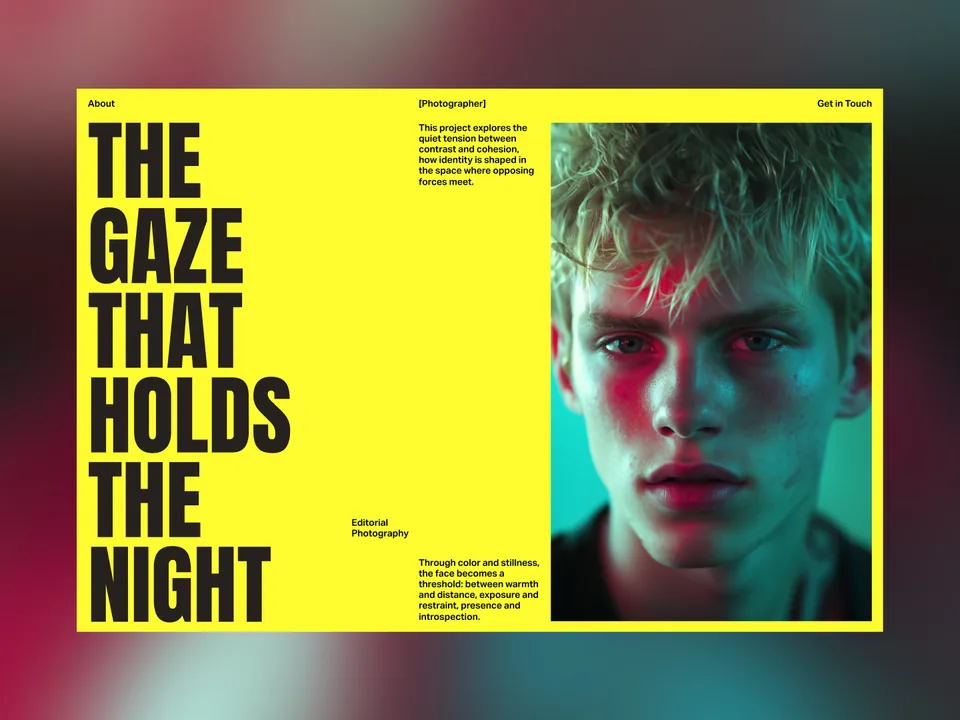 About
[Photographer]
Get in Touch
THE
GAZE
THAT
HOLDS
THE
NIGHT
This project explores the
quiet tension between
contrast and cohesion,
how identity is shaped in
the space where opposing
forces meet.
Editorial
Photography
Through color and stillness,
the face becomes a
threshold: between warmth
and distance, exposure and
restraint, presence and
introspection.